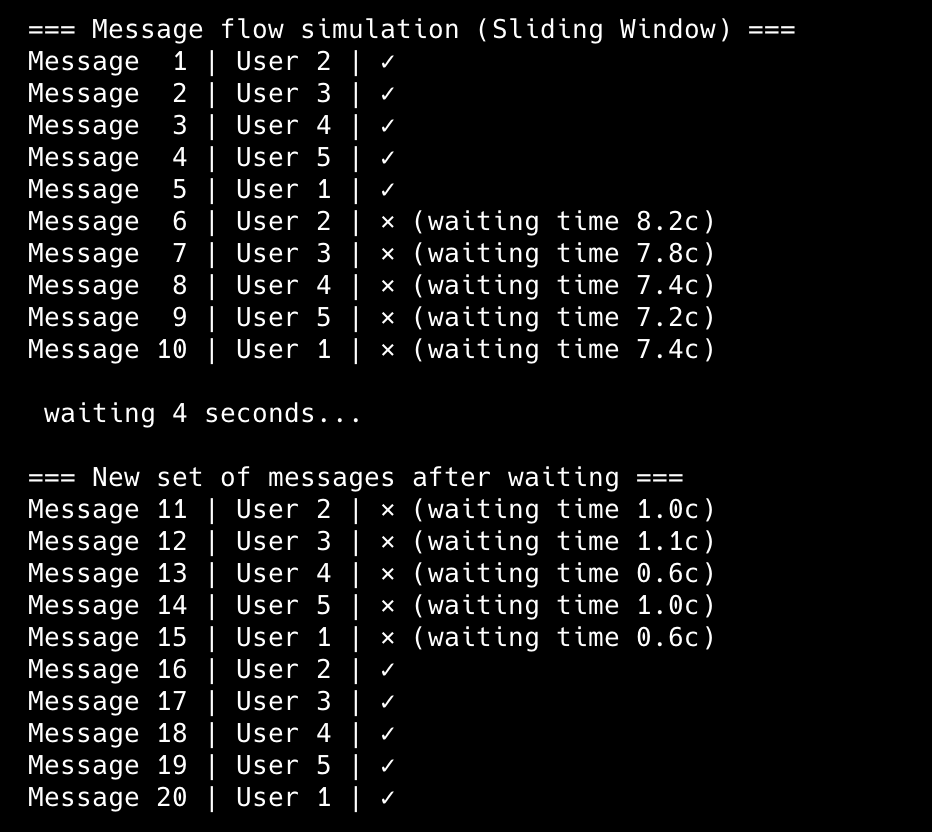 === Message flow simulation (Sliding Window) ===
Message  1 | User 2 | ✓
Message  2 | User 3 | ✓
Message  3 | User 4 | ✓
Message  4 | User 5 | ✓
Message  5 | User 1 | ✓
Message  6 | User 2 | × (waiting time 8.2c)
Message  7 | User 3 | × (waiting time 7.8c)
Message  8 | User 4 | × (waiting time 7.4c)
Message  9 | User 5 | × (waiting time 7.2c)
Message 10 | User 1 | × (waiting time 7.4c)
 waiting 4 seconds...
=== New set of messages after waiting ===
Message 11 | User 2 | × (waiting time 1.0c)
Message 12 | User 3 | × (waiting time 1.1c)
Message 13 | User 4 | × (waiting time 0.6c)
Message 14 | User 5 | × (waiting time 1.0c)
Message 15 | User 1 | × (waiting time 0.6c)
Message 16 | User 2 | ✓
Message 17 | User 3 | ✓
Message 18 | User 4 | ✓
Message 19 | User 5 | ✓
Message 20 | User 1 | ✓